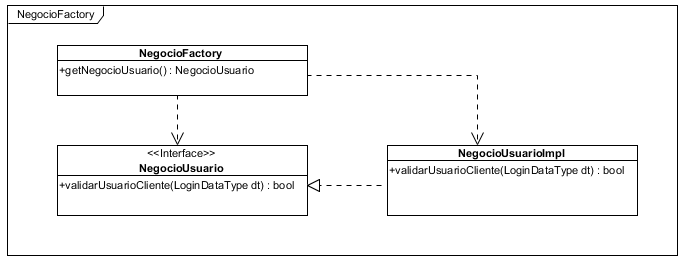 NegocioFactory
NegocioFactory
+getNegocioUsuario() : NegocioUsuario
<<Interface>>
NegocioUsuario
+validarUsuarioCliente(LoginDataType dt) : bool
NegocioUsuarioImpl
+validarUsuarioCliente(LoginDataType dt) : bool